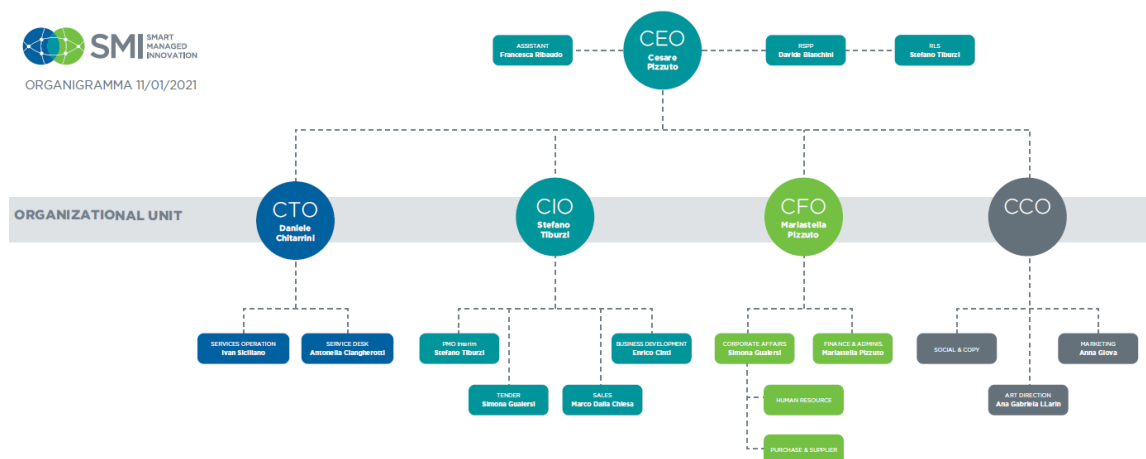 SMI
SMART
MANAGED
INNOVATION
ORGANIGRAMMA 11/01/2021
ASSISTANT
Francesca Ribaudo
CEO
Cesare
Pizzuto
RSPP
Davide Bianchini
RLS
Stefano Tiburzi
ORGANIZATIONAL UNIT
CTO
Daniele
Chitarrini
CIO
Stefano
Tiburzi
CFO
Mariastella
Pizzuto
CCO
SERVICES OPERATION
Ivan Siciliano
SERVICE DESK
Antonella Ciangherotti
PMO interim
Stefano Tiburzi
BUSINESS DEVELOPMENT
Enrico Cinti
CORPORATE AFFAIRS
Simona Gualersi
FINANCE & ADMINIS.
Mariastella Pizzuto
SOCIAL & COPY
MARKETING
Anna Giova
TENDER
Simona Gualersi
SALES
Marco Dalla Chiesa
HUMAN RESOURCE
ART DIRECTION
Ana Gabriela LLarin
PURCHASE & SUPPLIER